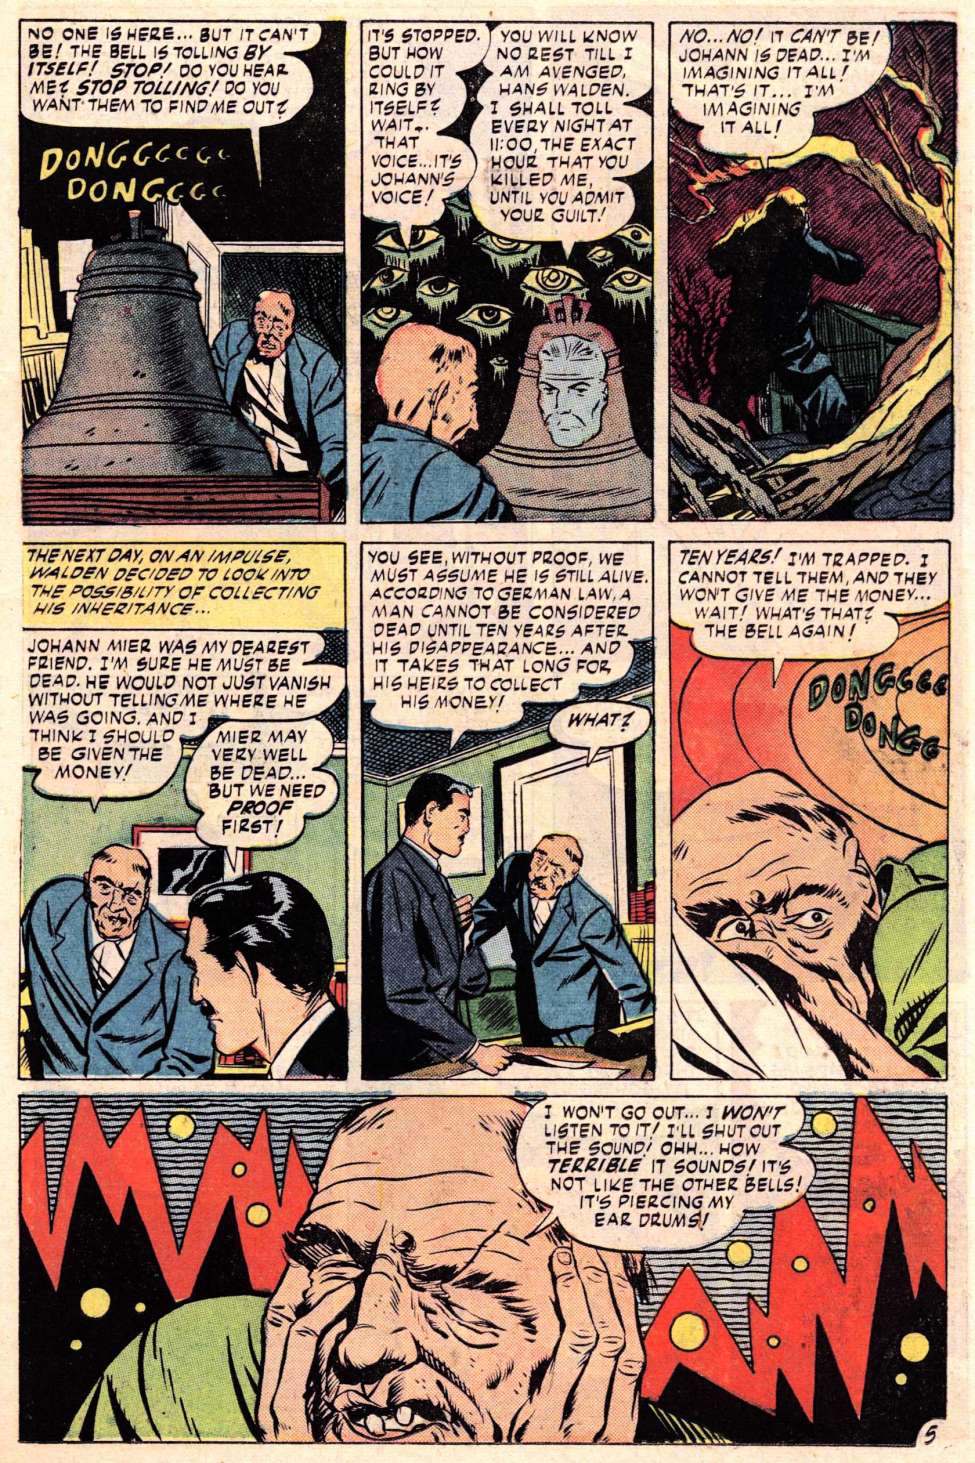 NO ONE IS HERE... BUT IT CAN'T
BE! THE BELL IS TOLLING BY
ITSELF! STOP! DO YOU HEAR
ME? STOP TOLLING! DO YOU
WANT THEM TO FIND ME OUT?
DONGGGGGG
DONGGGG
IT'S STOPPED.
BUT HOW
COULD IT
RING BY
ITSELF?
WAIT...
THAT
VOICE...IT'S
JOHANN'S
VOICE!
YOU WILL KNOW
NO REST TILL I
AM AVENGED,
HANS WALDEN.
I SHALL TOLL
EVERY NIGHT AT
11:00, THE EXACT
HOUR THAT YOU
KILLED ME,
UNTIL YOU ADMIT
YOUR GUILT!
NO...NO! IT CAN'T BE!
JOHANN IS DEAD... I'M
IMAGINING IT ALL!
THAT'S IT... I'M
IMAGINING
IT ALL!
THE NEXT DAY, ON AN IMPULSE,
WALDEN DECIDED TO LOOK INTO
THE POSSIBILITY OF COLLECTING
HIS INHERITANCE...
JOHANN MIER WAS MY DEAREST
FRIEND. I'M SURE HE MUST BE
DEAD. HE WOULD NOT JUST VANISH
WITHOUT TELLING ME WHERE HE
WAS GOING. AND I
THINK I SHOULD
BE GIVEN THE
MONEY!
MIER MAY
VERY WELL
BE DEAD...
BUT WE NEED
PROOF
FIRST!
YOU SEE, WITHOUT PROOF, WE
MUST ASSUME HE IS STILL ALIVE.
ACCORDING TO GERMAN LAW, A
MAN CANNOT BE CONSIDERED
DEAD UNTIL TEN YEARS AFTER
HIS DISAPPEARANCE... AND
IT TAKES THAT LONG FOR
HIS HEIRS TO COLLECT
HIS MONEY!
WHAT?
TEN YEARS! I'M TRAPPED. I
CANNOT TELL THEM, AND THEY
WON'T GIVE ME THE MONEY...
WAIT! WHAT'S THAT?
THE BELL AGAIN!
DONGGGGG
DONGG
I WON'T GO OUT... I WON'T
LISTEN TO IT! I'LL SHUT OUT
THE SOUND! OHH... HOW
TERRIBLE IT SOUNDS! IT'S
NOT LIKE THE OTHER BELLS!
IT'S PIERCING MY
EAR DRUMS!
5